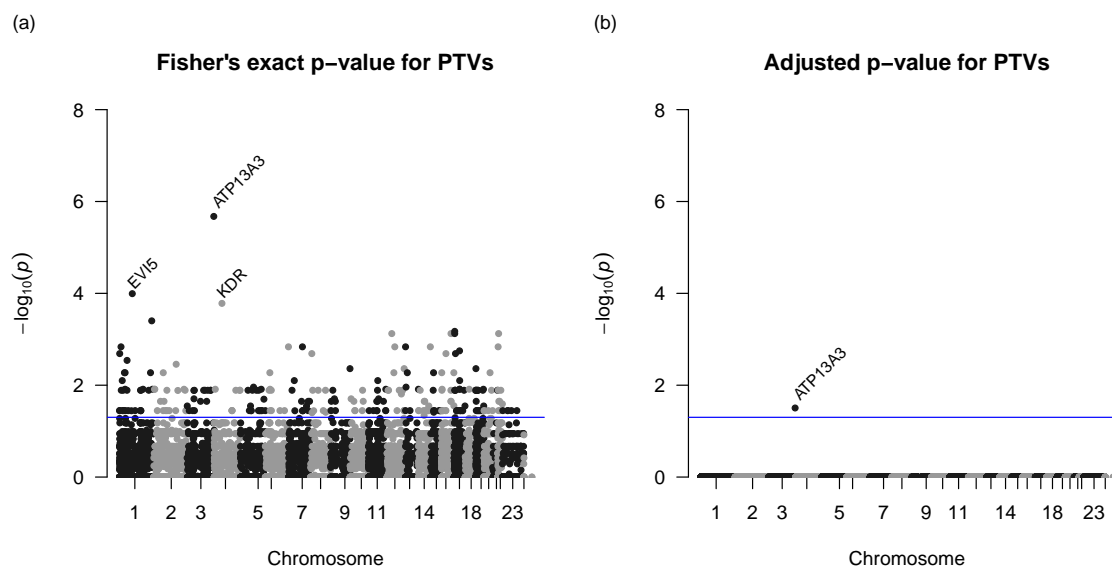 (a)
Fisher's exact p−value for PTVs
8
6
4
2
0
−log₁₀(p)
ATP13A3
EVI5
KDR
1 2 3 5 7 9 11 14 18 23
Chromosome
(b)
Adjusted p−value for PTVs
8
6
4
2
0
−log₁₀(p)
ATP13A3
1 2 3 5 7 9 11 14 18 23
Chromosome